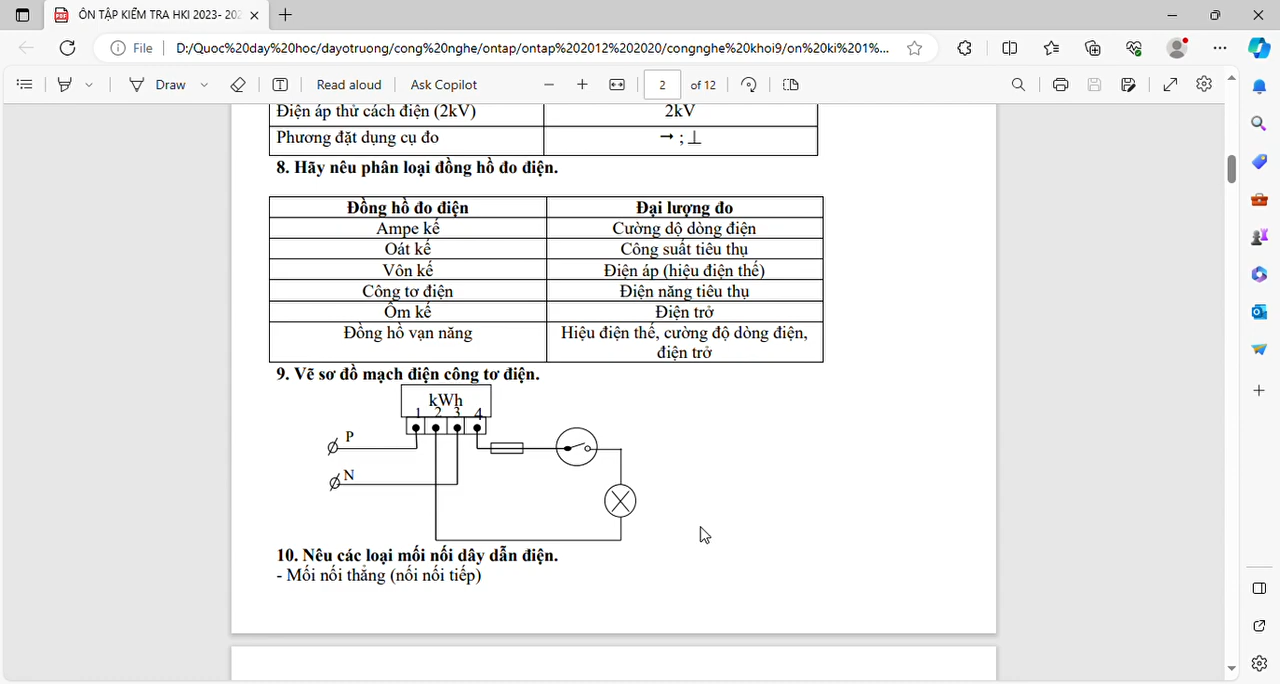 ÔN TẬP KIỂM TRA HKI 2023- 202
File D:/Quoc%20day%20hoc/dayotruong/cong%20nghe/ontap/ontap%202012%202020/congnghe%20khoi9/on%20ki%201%...
Draw Read aloud Ask Copilot 2 of 12
Điện áp thử cách điện (2kV) 2kV
Phương đặt dụng cụ đo → ; ⊥
8. Hãy nêu phân loại đồng hồ đo điện.
Đồng hồ đo điện Đại lượng đo
Ampe kế Cường dộ dòng điện
Oát kế Công suất tiêu thụ
Vôn kế Điện áp (hiệu điện thế)
Công tơ điện Điện năng tiêu thụ
Ôm kế Điện trở
Đồng hồ vạn năng Hiệu điện thế, cường độ dòng điện,
điện trở
9. Vẽ sơ đồ mạch điện công tơ điện.
kWh
1 2 3 4
P
N
10. Nêu các loại mối nối dây dẫn điện.
- Mối nối thẳng (nối nối tiếp)